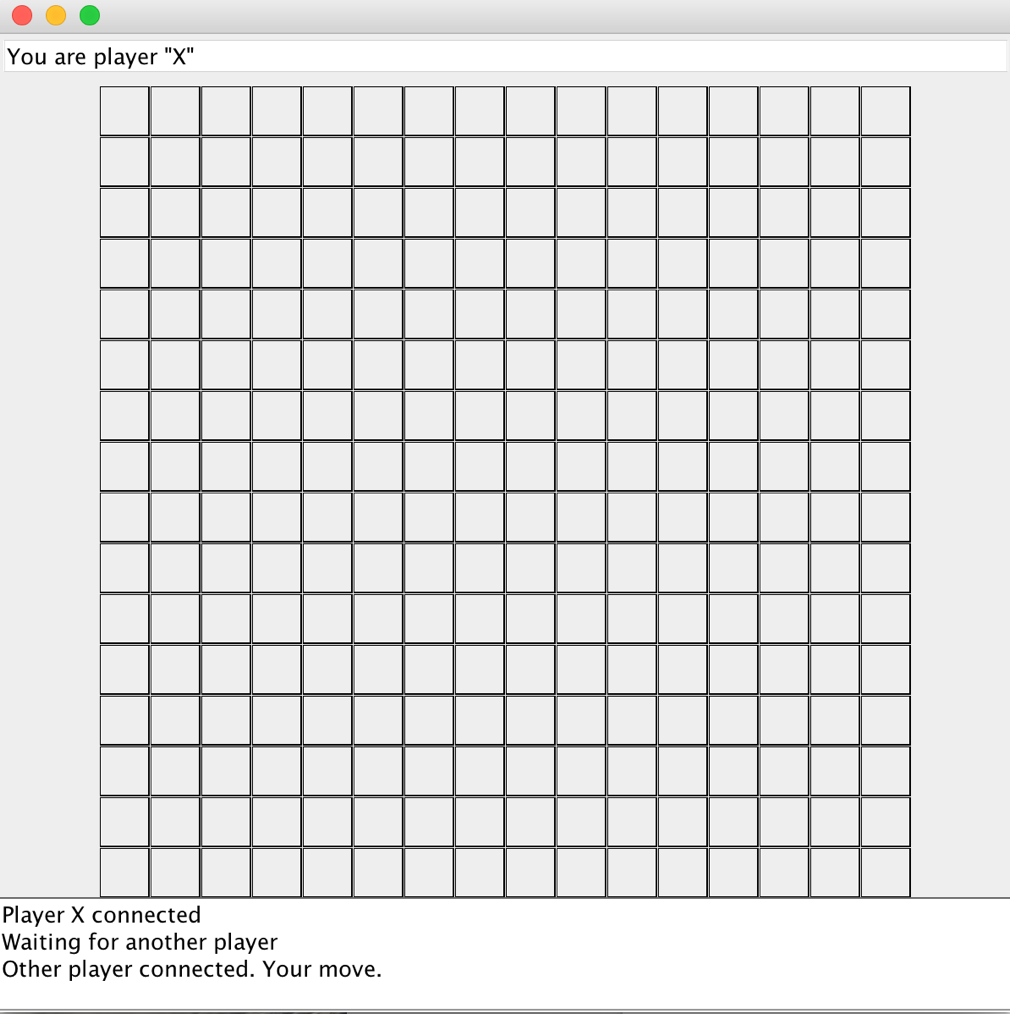 You are player "X"
Player X connected
Waiting for another player
Other player connected. Your move.